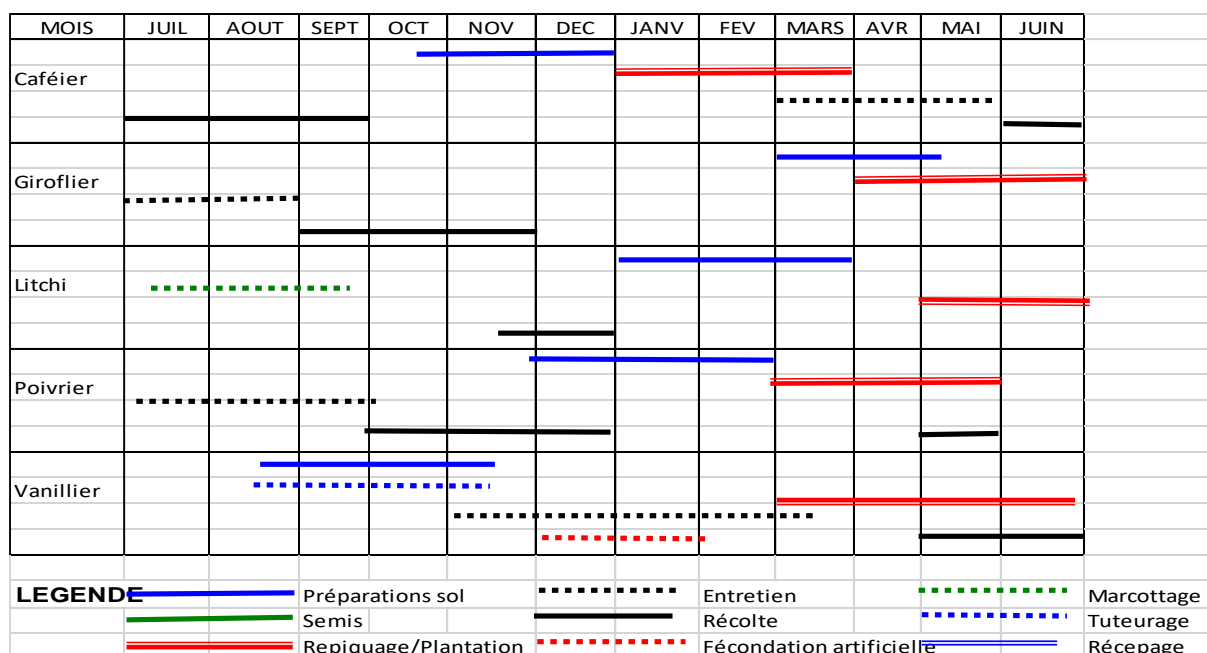 MOIS JUIL AOUT SEPT OCT NOV DEC JANV FEV MARS AVR MAI JUIN
Caféier
Giroflier
Litchi
Poivrier
Vanillier
LEGENDE Préparations sol Entretien Marcottage
Semis Récolte Tuteurage
Repiquage/Plantation Fécondation artificielle Récepage